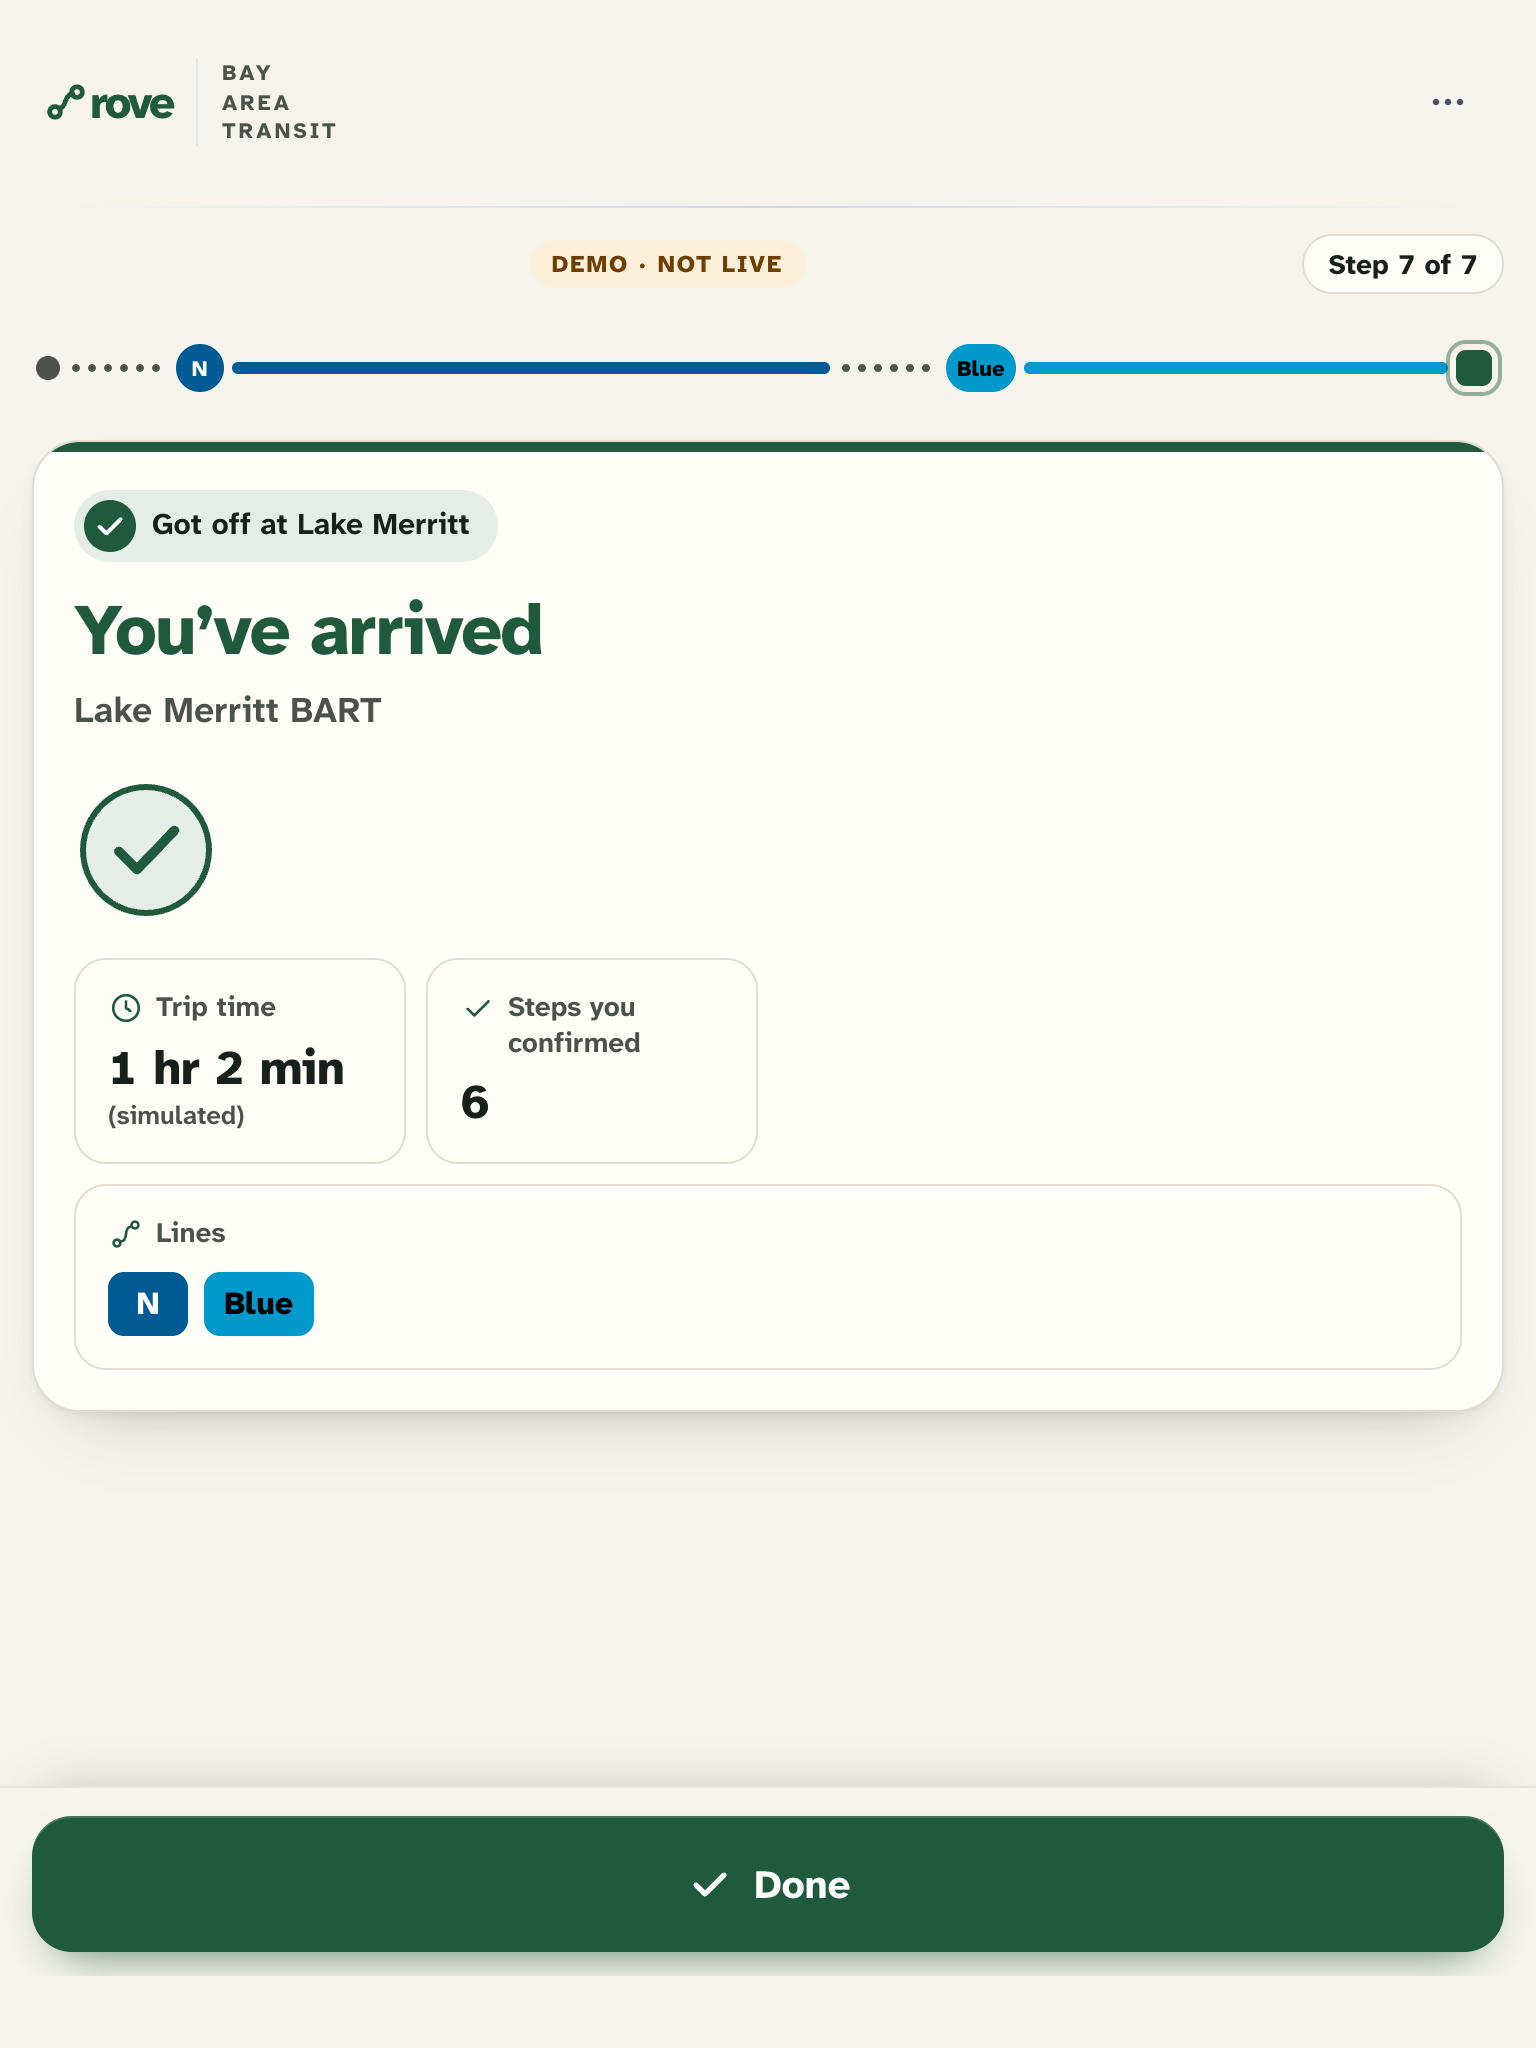 rove
BAY
AREA
TRANSIT
DEMO · NOT LIVE
Step 7 of 7
N
Blue
Got off at Lake Merritt
You’ve arrived
Lake Merritt BART
Trip time
1 hr 2 min
(simulated)
Steps you
confirmed
6
Lines
N
Blue
Done